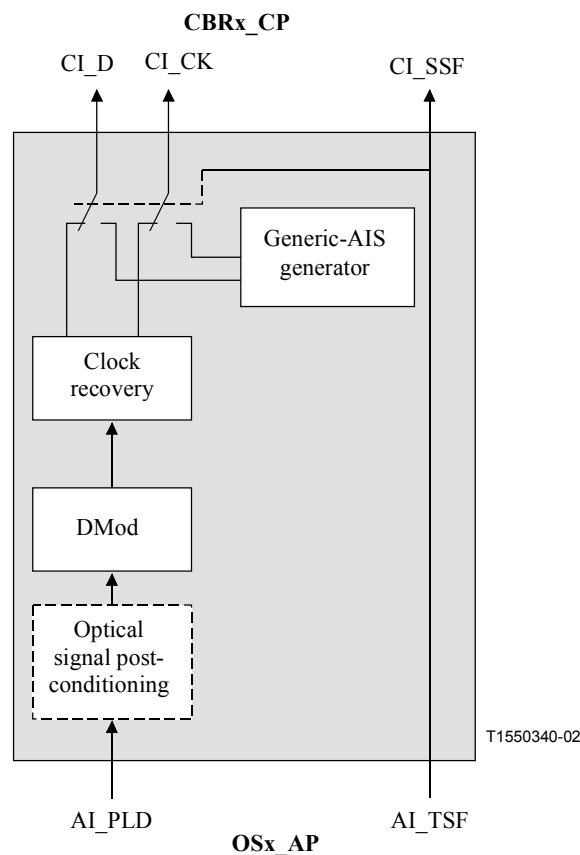 CBRx_CP
CI_D
CI_CK
CI_SSF
Generic-AIS
generator
Clock
recovery
DMod
Optical
signal post-
conditioning
T1550340-02
AI_PLD
AI_TSF
OSx_AP